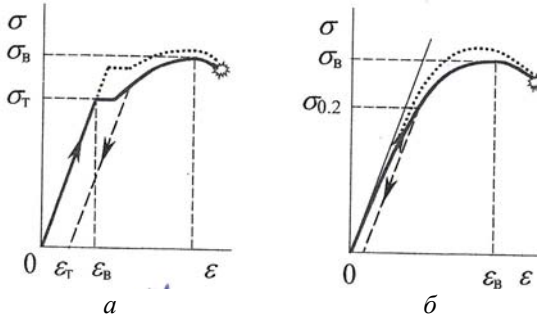 σ σ
σв σв
σт σ0.2
0 εт εв ε 0 εв ε
а б